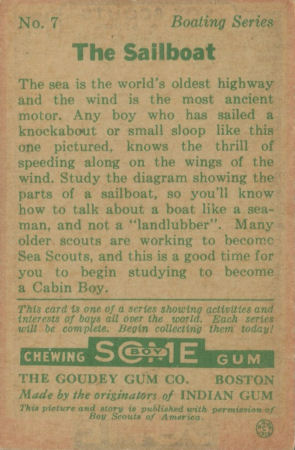 No. 7 Boating Series
The Sailboat
The sea is the world's oldest highway
and the wind is the most ancient
motor. Any boy who has sailed a
knockabout or small sloop like this
one pictured, knows the thrill of
speeding along on the wings of the
wind. Study the diagram showing the
parts of a sailboat, so you'll know
how to talk about a boat like a sea-
man, and not a "landlubber". Many
older scouts are working to become
Sea Scouts, and this is a good time for
you to begin studying to become
a Cabin Boy.
This card is one of a series showing activities and
interests of boys all over the world. Each series
will be complete. Begin collecting them today!
CHEWING SOME BOY GUM
THE GOUDEY GUM CO. BOSTON
Made by the originators of INDIAN GUM
This picture and story is published with permission of
Boy Scouts of America.